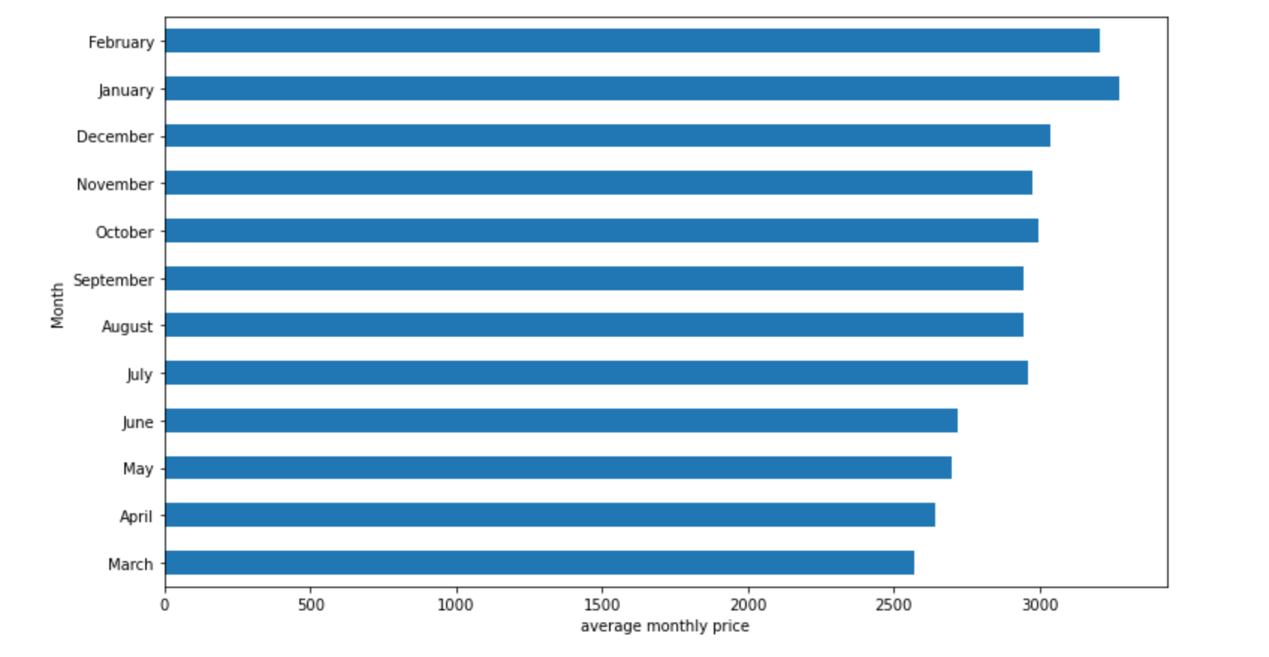 February
January
December
November
October
September
August
July
June
May
April
March
Month
0 500 1000 1500 2000 2500 3000
average monthly price